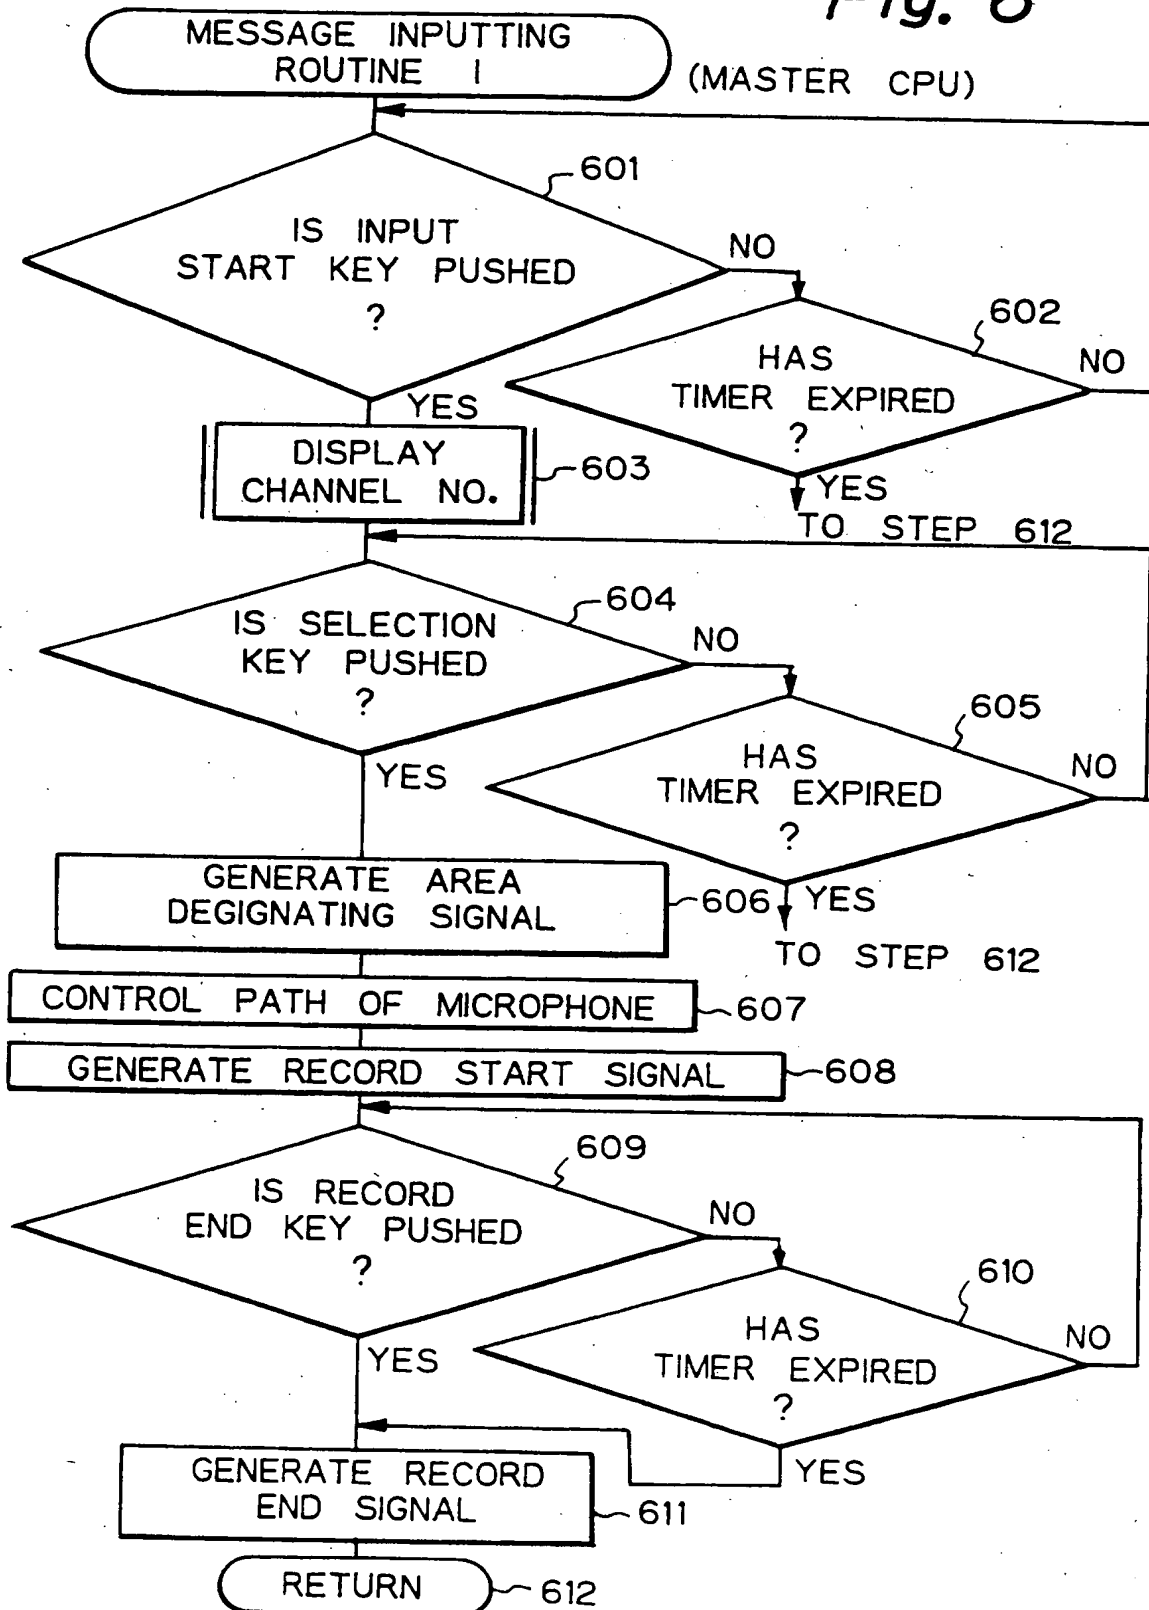 Fig. 6
MESSAGE INPUTTING
ROUTINE 1
(MASTER CPU)
601
IS INPUT
START KEY PUSHED
?
NO
602
HAS
TIMER EXPIRED
?
NO
YES
TO STEP 612
YES
DISPLAY
CHANNEL NO.
603
604
IS SELECTION
KEY PUSHED
?
NO
605
HAS
TIMER EXPIRED
?
NO
YES
TO STEP 612
YES
GENERATE AREA
DEGIGNATING SIGNAL
606
CONTROL PATH OF MICROPHONE
607
GENERATE RECORD START SIGNAL
608
609
IS RECORD
END KEY PUSHED
?
NO
610
HAS
TIMER EXPIRED
?
NO
YES
YES
GENERATE RECORD
END SIGNAL
611
RETURN
612